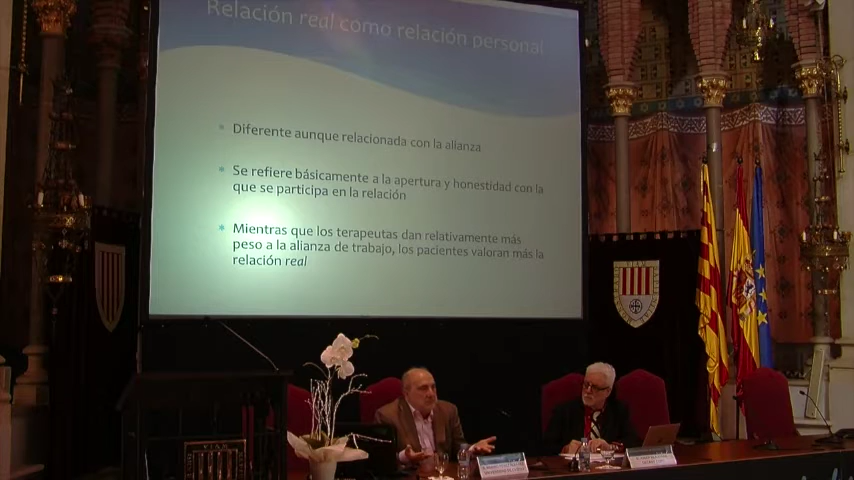 Relación real como relación personal
Diferente aunque relacionada con la alianza
Se refiere básicamente a la apertura y honestidad con la
que se participa en la relación
Mientras que los terapeutas dan relativamente más
peso a la alianza de trabajo, los pacientes valoran más la
relación real